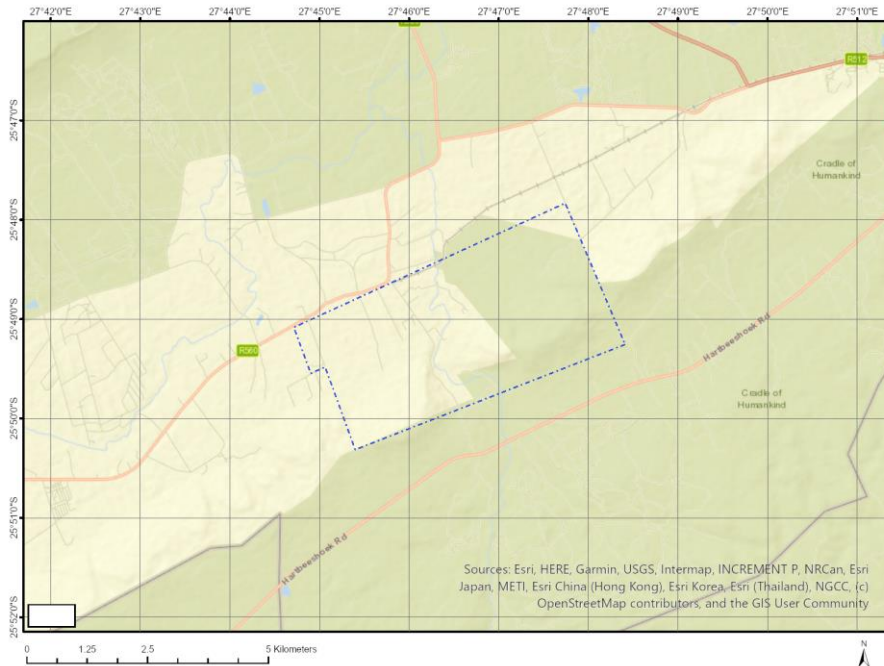 27°42'0"E 27°43'0"E 27°44'0"E 27°45'0"E 27°46'0"E 27°47'0"E 27°48'0"E 27°49'0"E 27°50'0"E 27°51'0"E
R512
25°47'0"S
Cradle of
Humankind
25°48'0"S
25°49'0"S
Hartbeeshoek Rd
R560
Cradle of
Humankind
25°50'0"S
25°51'0"S
Hartbeeshoek Rd
Sources: Esri, HERE, Garmin, USGS, Intermap, INCREMENT P, NRCan, Esri
Japan, METI, Esri China (Hong Kong), Esri Korea, Esri (Thailand), NGCC, (c)
OpenStreetMap contributors, and the GIS User Community
25°52'0"S
0 1.25 2.5 5 Kilometers
N